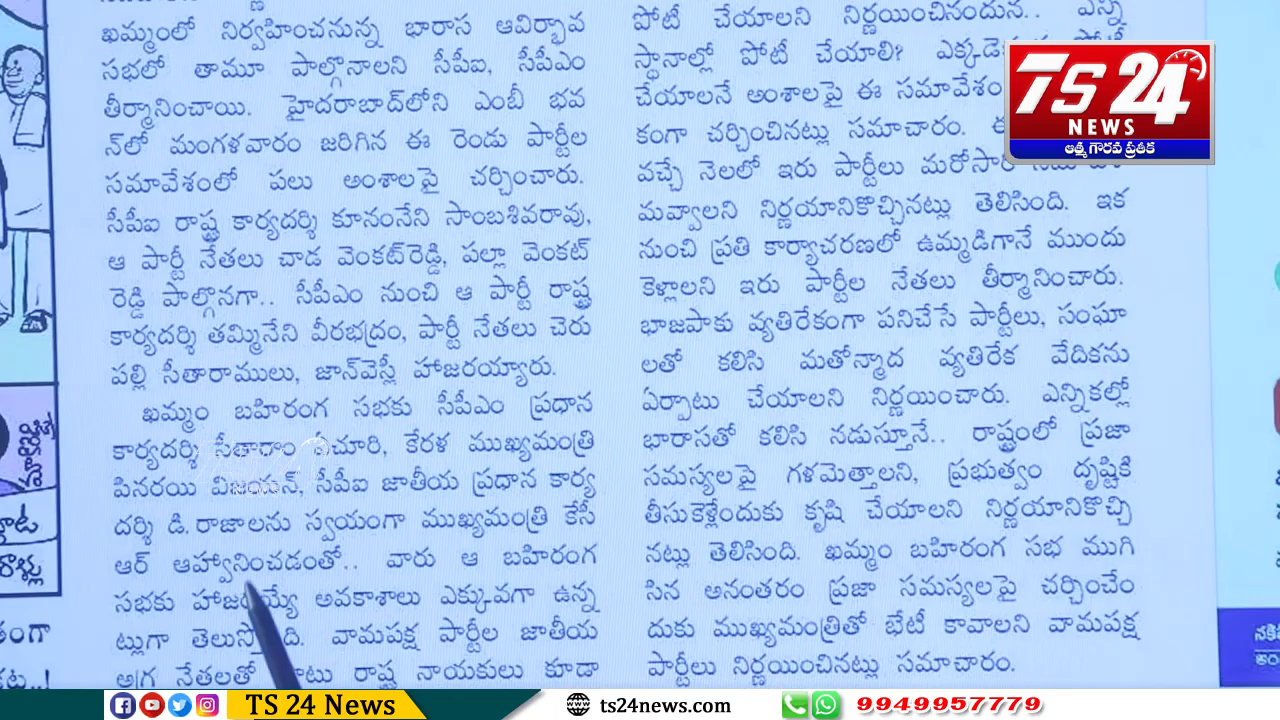 ఖమ్మంలో నిర్వహించనున్న భారాస ఆవిర్భావ
సభలో తామూ పాల్గొనాలని సీపీఐ, సీపీఎం
తీర్మానించాయి. హైదరాబాద్‌లోని ఎంబీ భవ
న్‌లో మంగళవారం జరిగిన ఈ రెండు పార్టీల
సమావేశంలో పలు అంశాలపై చర్చించారు.
సీపీఐ రాష్ట్ర కార్యదర్శి కూనంనేని సాంబశివరావు,
ఆ పార్టీ నేతలు చాడ వెంకట్‌రెడ్డి, పల్లా వెంకట్‌
రెడ్డి పాల్గొనగా.. సీపీఎం నుంచి ఆ పార్టీ రాష్ట్ర
కార్యదర్శి తమ్మినేని వీరభద్రం, పార్టీ నేతలు చెరు
పల్లి సీతారాములు, జాన్‌వెస్లీ హాజరయ్యారు.
ఖమ్మం బహిరంగ సభకు సీపీఎం ప్రధాన
కార్యదర్శి కేరళ ముఖ్యమంత్రి
పినరయి సీపీఐ జాతీయ ప్రధాన కార్య
దర్శి డి. రాజాలను స్వయంగా ముఖ్యమంత్రి కేసీ
ఆర్ ఆహ్వానించడంతో.. వారు ఆ బహిరంగ
సభకు అవకాశాలు ఎక్కువగా ఉన్న
ట్లుగా వామపక్ష పార్టీల జాతీయ
అగ్ర నేతలతో రాష్ట్ర నాయకులు కూడా
పోటీ చేయాలని నిర్ణయించినందున.. ఎన్ని
స్థానాల్లో పోటీ చేయాలి?
చేయాలనే అంశాలపై ఈ సమావేశం
కంగా చర్చించినట్లు సమాచారం.
వచ్చే నెలలో ఇరు పార్టీలు మరోసారి
మవ్వాలని నిర్ణయానికొచ్చినట్లు తెలిసింది. ఇక
నుంచి ప్రతి కార్యాచరణలో ఉమ్మడిగానే ముందు
కెళ్లాలని ఇరు పార్టీల నేతలు తీర్మానించారు.
భాజపాకు వ్యతిరేకంగా పనిచేసే పార్టీలు, సంఘా
లతో కలిసి మతోన్మాద వ్యతిరేక వేదికను
ఏర్పాటు చేయాలని నిర్ణయించారు. ఎన్నికల్లో
భారాసతో కలిసి నడుస్తూనే.. రాష్ట్రంలో ప్రజా
సమస్యలపై గళమెత్తాలని, ప్రభుత్వం దృష్టికి
తీసుకెళ్లేందుకు కృషి చేయాలని నిర్ణయానికొచ్చి
నట్లు తెలిసింది. ఖమ్మం బహిరంగ సభ ముగి
సిన అనంతరం ప్రజా సమస్యలపై చర్చించేం
దుకు ముఖ్యమంత్రితో భేటీ కావాలని వామపక్ష
పార్టీలు నిర్ణయించినట్లు సమాచారం.
TS 24
NEWS
ఆత్మ గౌరవ ప్రతీక
TS 24 News
ts24news.com
9949957779